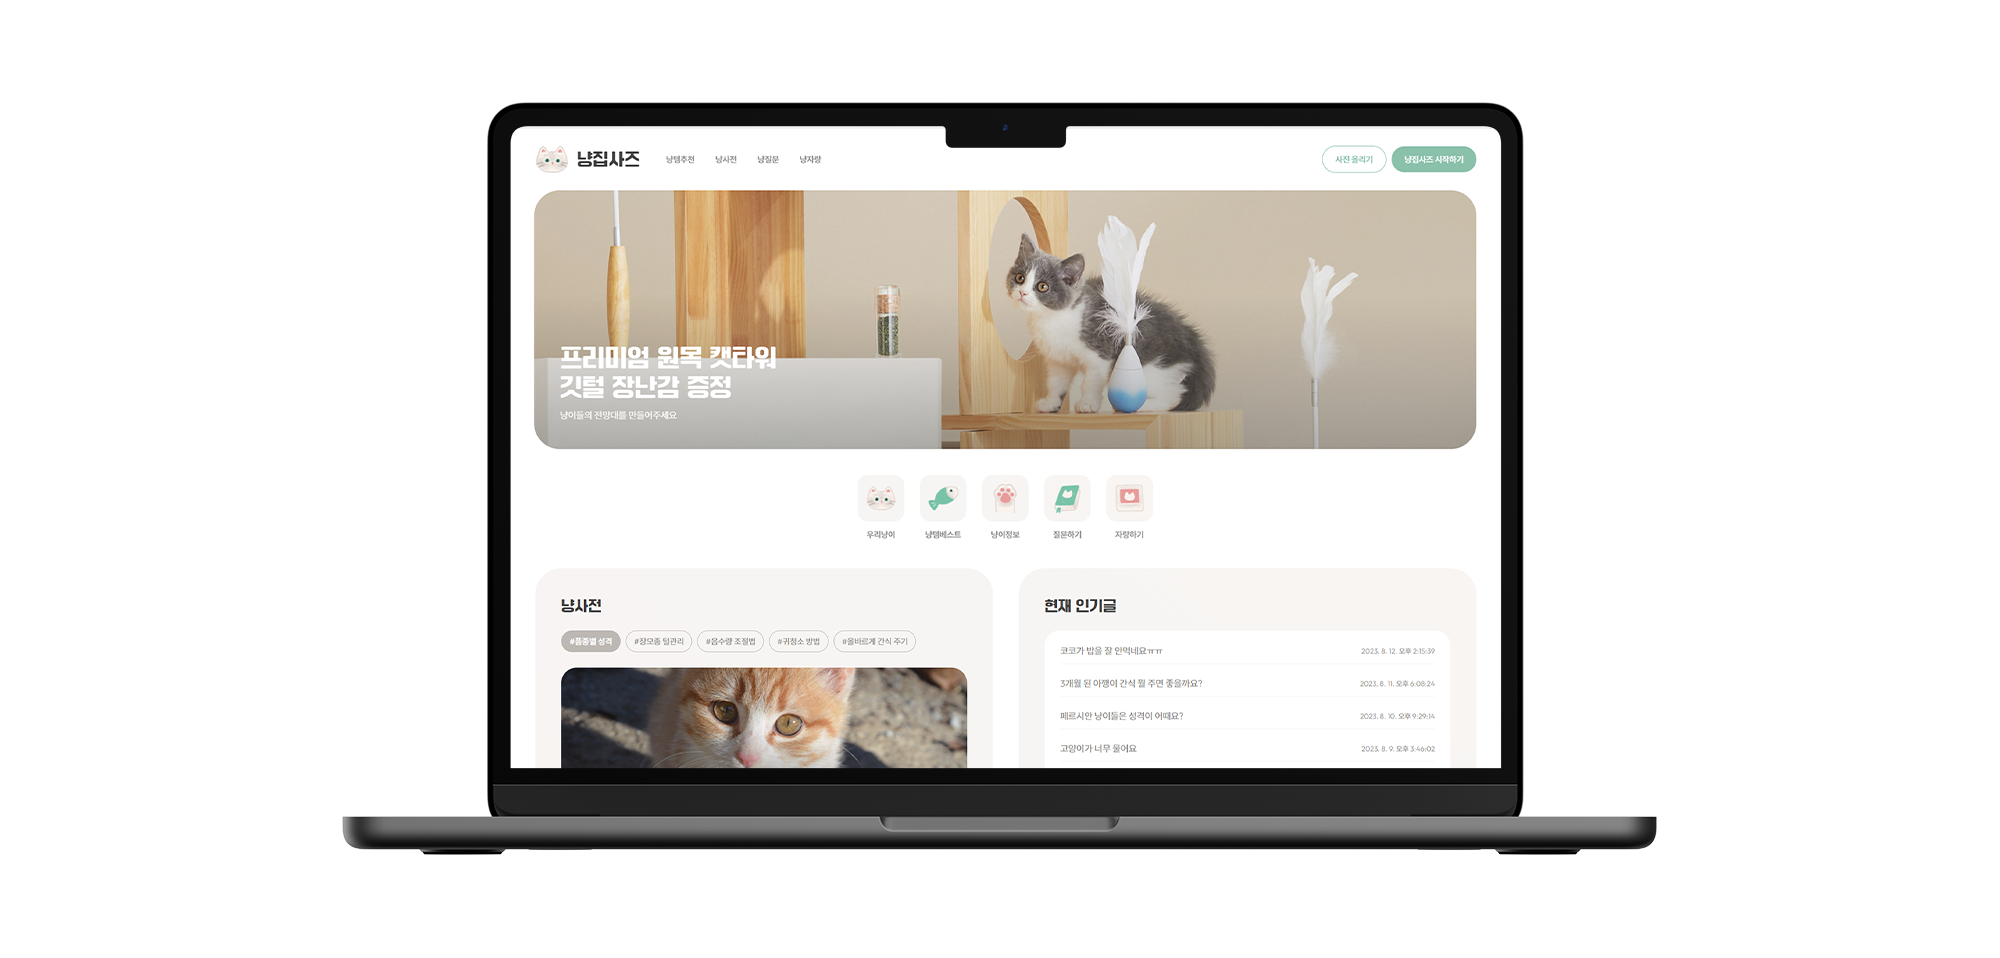 냥집사즈
냥템추천 냥사전 냥질문 냥자랑
사진 올리기 냥집사즈 시작하기
프리미엄 원목 캣타워
깃털 장난감 증정
냥이들의 전망대를 만들어주세요
우리냥이 냥템베스트 냥이정보 질문하기 자랑하기
냥사전
#품종별 성격 #장모종 털관리 #음수량 조절법 #귀청소 방법 #올바르게 간식 주기
현재 인기글
코코가 밥을 잘 안먹네요ㅠㅠ 2023. 8. 12. 오후 2:15:39
3개월 된 아깽이 간식 뭘 주면 좋을까요? 2023. 8. 11. 오후 6:08:24
페르시안 냥이들은 성격이 어때요? 2023. 8. 10. 오후 9:29:14
고양이가 너무 울어요 2023. 8. 9. 오후 3:46:02